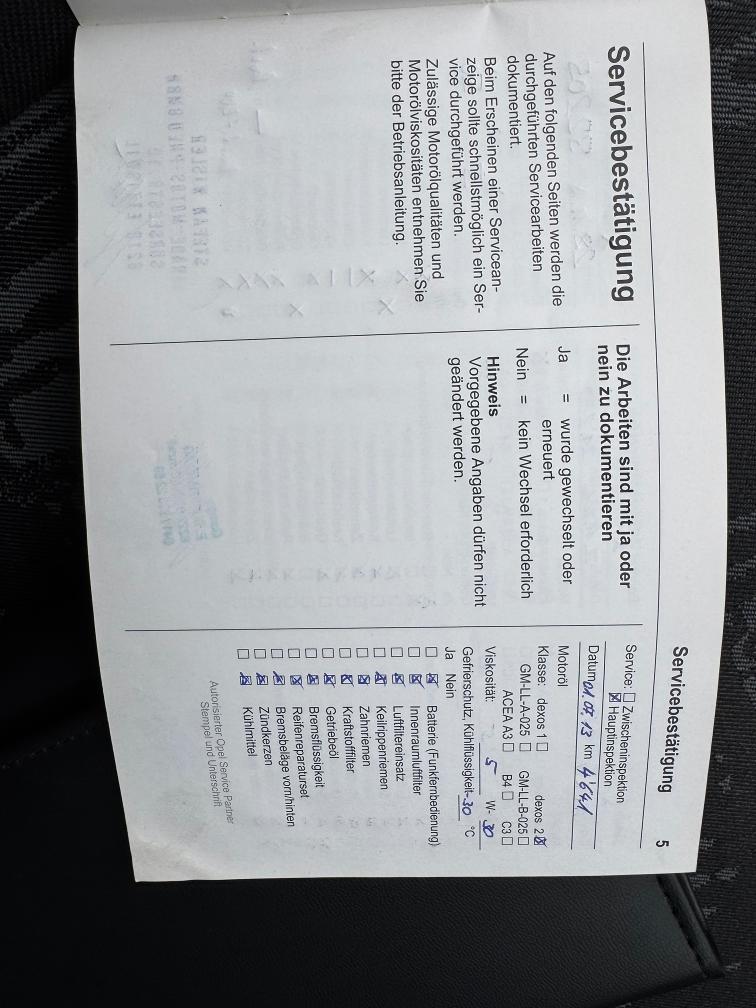 Servicebestätigung
Auf den folgenden Seiten werden die
durchgeführten Servicearbeiten
dokumentiert.
Beim Erscheinen einer Servicean-
zeige sollte schnellstmöglich ein Ser-
vice durchgeführt werden.
Zulässige Motorölqualitäten und
Motorölviskositäten entnehmen Sie
bitte der Betriebsanleitung.
Die Arbeiten sind mit ja oder
nein zu dokumentieren
Ja = wurde gewechselt oder
erneuert
Nein = kein Wechsel erforderlich
Hinweis
Vorgegebene Angaben dürfen nicht
geändert werden.
Servicebestätigung 5
Service: ☐ Zwischeninspektion
☒ Hauptinspektion
Datum 01.07.13 km 4641
Motoröl
Klasse: dexos 1 ☐ dexos 2 ☒
GM-LL-A-025 ☐ GM-LL-B-025 ☐
ACEA A3 ☐ B4 ☐ C3 ☐
Viskosität: 5 W- 30
Gefrierschutz, Kühlflüssigkeit -30 °C
Ja Nein
☐ ☒ Batterie (Funkfernbedienung)
☐ ☒ Innenraumluftfilter
☐ ☒ Luftfiltereinsatz
☐ ☒ Keilrippenriemen
☐ ☒ Zahnriemen
☐ ☒ Kraftstofffilter
☐ ☒ Getriebeöl
☐ ☒ Bremsflüssigkeit
☐ ☒ Reifenreparaturset
☐ ☒ Bremsbeläge vorn/hinten
☐ ☒ Zündkerzen
☐ ☒ Kühlmittel
Autorisierter Opel Service Partner
Stempel und Unterschrift